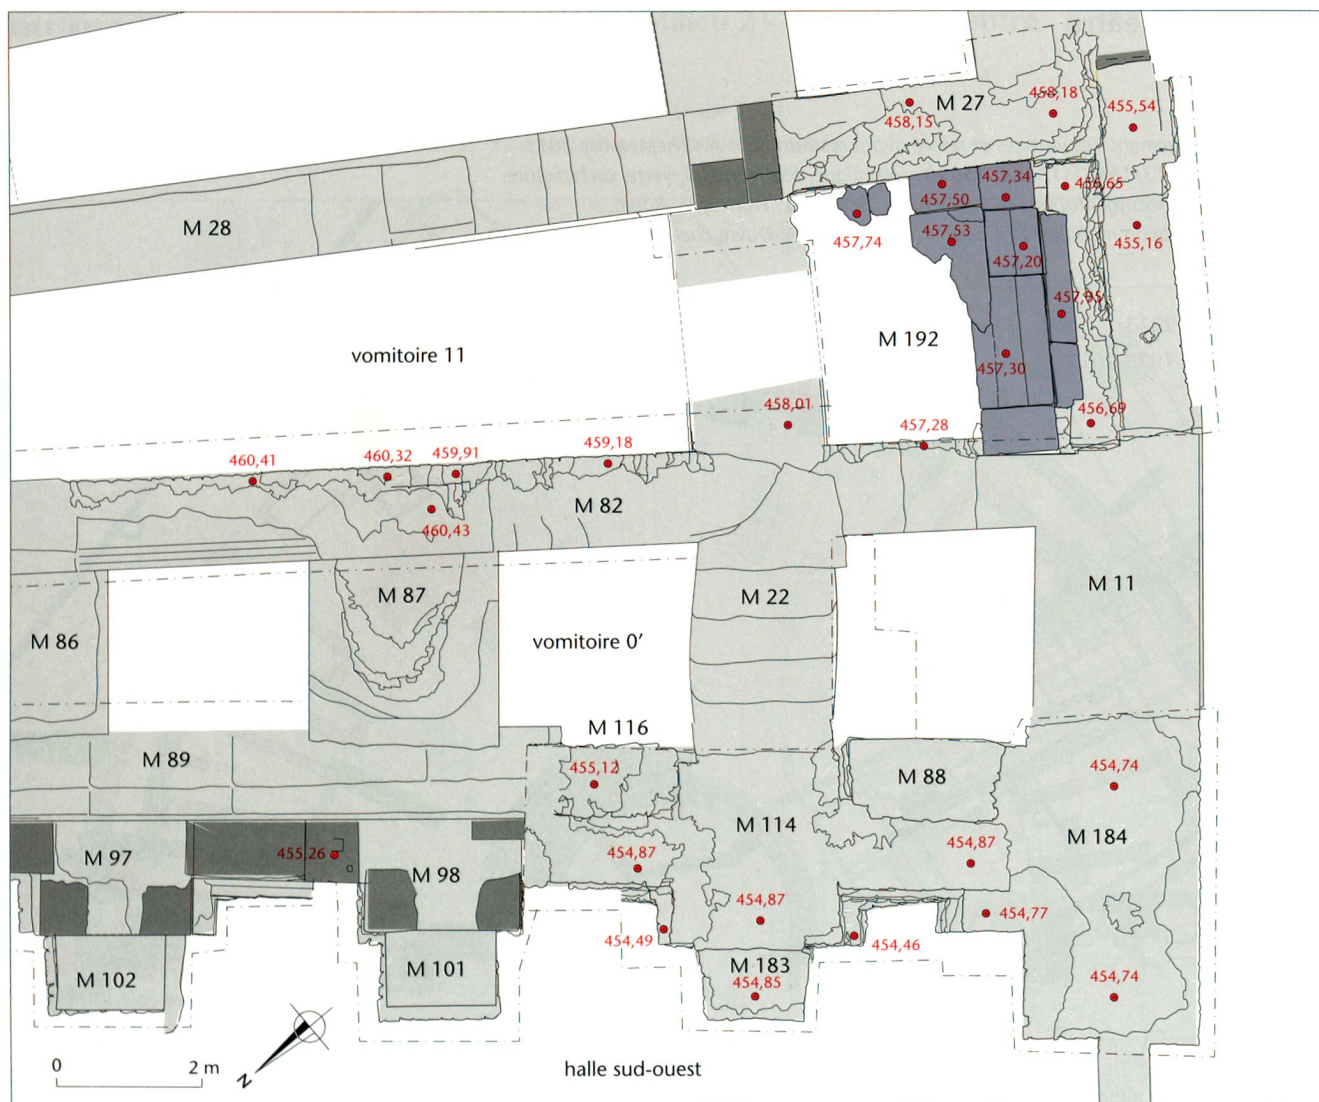 M 27
458,18
458,15
455,54
457,34
456,65
457,50
M 28
457,74
457,53
455,16
457,20
M 192
vomitoire 11
457,30
458,01
456,69
457,28
459,18
459,91
460,32
460,41
M 82
460,43
M 87
M 22
M 11
M 86
vomitoire 0’
M 116
M 89
455,12
M 88
454,74
M 114
M 184
M 97
455,26
M 98
454,87
454,87
454,87
454,77
454,49
454,46
M 102
M 101
M 183
454,85
454,74
0
2 m
N
halle sud-ouest